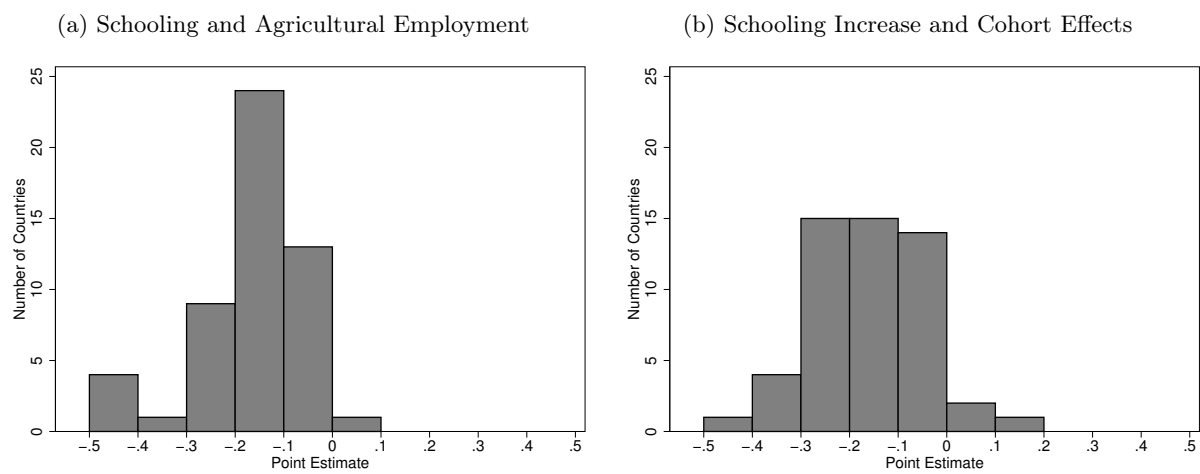 (a) Schooling and Agricultural Employment
25
20
15
10
5
0
Number of Countries
−.5 −.4 −.3 −.2 −.1 0 .1 .2 .3 .4 .5
Point Estimate
(b) Schooling Increase and Cohort Effects
25
20
15
10
5
0
Number of Countries
−.5 −.4 −.3 −.2 −.1 0 .1 .2 .3 .4 .5
Point Estimate